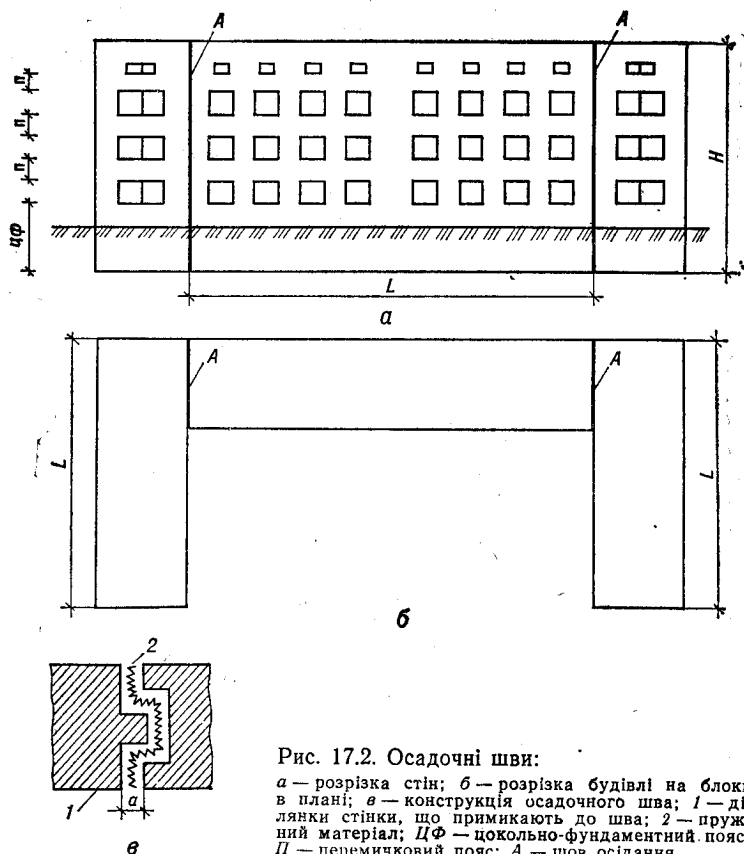 А
А
П
П
П
ЦФ
H
L
а
А
А
L
L
б
2
1
a
в
Рис. 17.2. Осадочні шви:
а — розрізка стін; б — розрізка будівлі на блоки
в плані; в — конструкція осадочного шва; 1 — ді-
лянки стінки, що примикають до шва; 2 — пруж-
ний матеріал; ЦФ — цокольно-фундаментний пояс;
П — перемичковий пояс; А — шов осідання